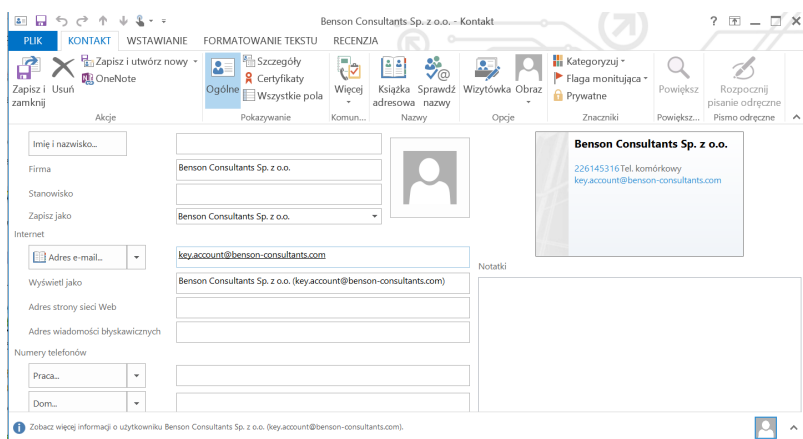 Benson Consultants Sp. z o.o. - Kontakt
PLIK KONTAKT WSTAWIANIE FORMATOWANIE TEKSTU RECENZJA
Zapisz i zamknij
Usuń
Zapisz i utwórz nowy
OneNote
Akcje
Ogólne
Szczegóły
Certyfikaty
Wszystkie pola
Pokazywanie
Więcej
Komun...
Książka adresowa
Sprawdź nazwy
Nazwy
Wizytówka
Obraz
Opcje
Kategoryzuj
Flaga monitująca
Prywatne
Znaczniki
Powiększ
Powiększ...
Rozpocznij pisanie odręczne
Pismo odręczne
Imię i nazwisko...
Firma Benson Consultants Sp. z o.o.
Stanowisko
Zapisz jako Benson Consultants Sp. z o.o.
Internet
Adres e-mail... key.account@benson-consultants.com
Wyświetl jako Benson Consultants Sp. z o.o. (key.account@benson-consultants.com)
Adres strony sieci Web
Adres wiadomości błyskawicznych
Numery telefonów
Praca...
Dom...
Benson Consultants Sp. z o.o.
226145316Tel. komórkowy
key.account@benson-consultants.com
Notatki
Zobacz więcej informacji o użytkowniku Benson Consultants Sp. z o.o. (key.account@benson-consultants.com).